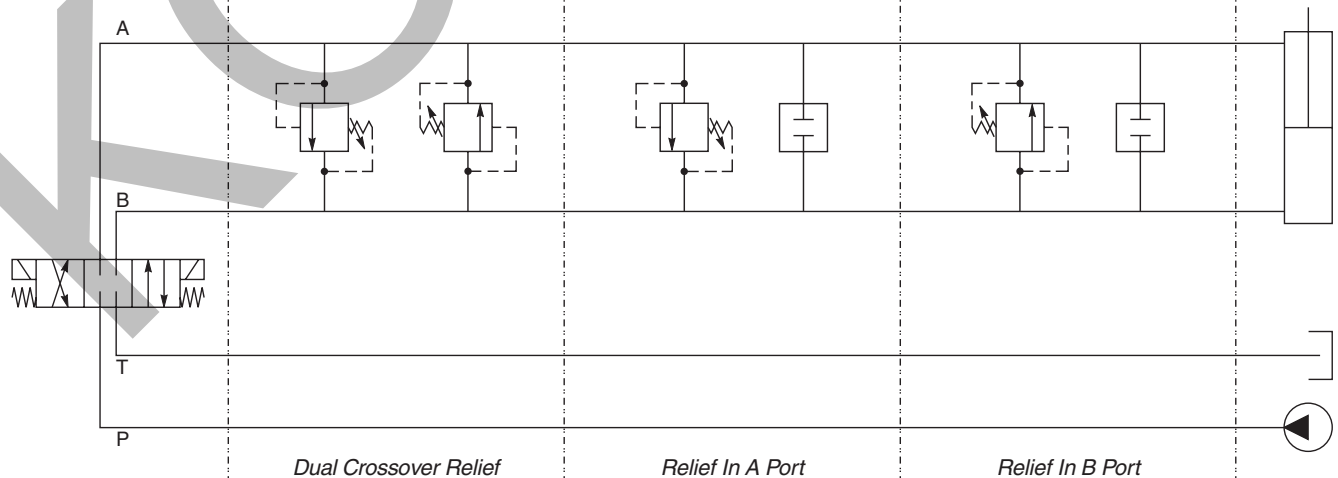 A
B
T
P
Dual Crossover Relief
Relief In A Port
Relief In B Port